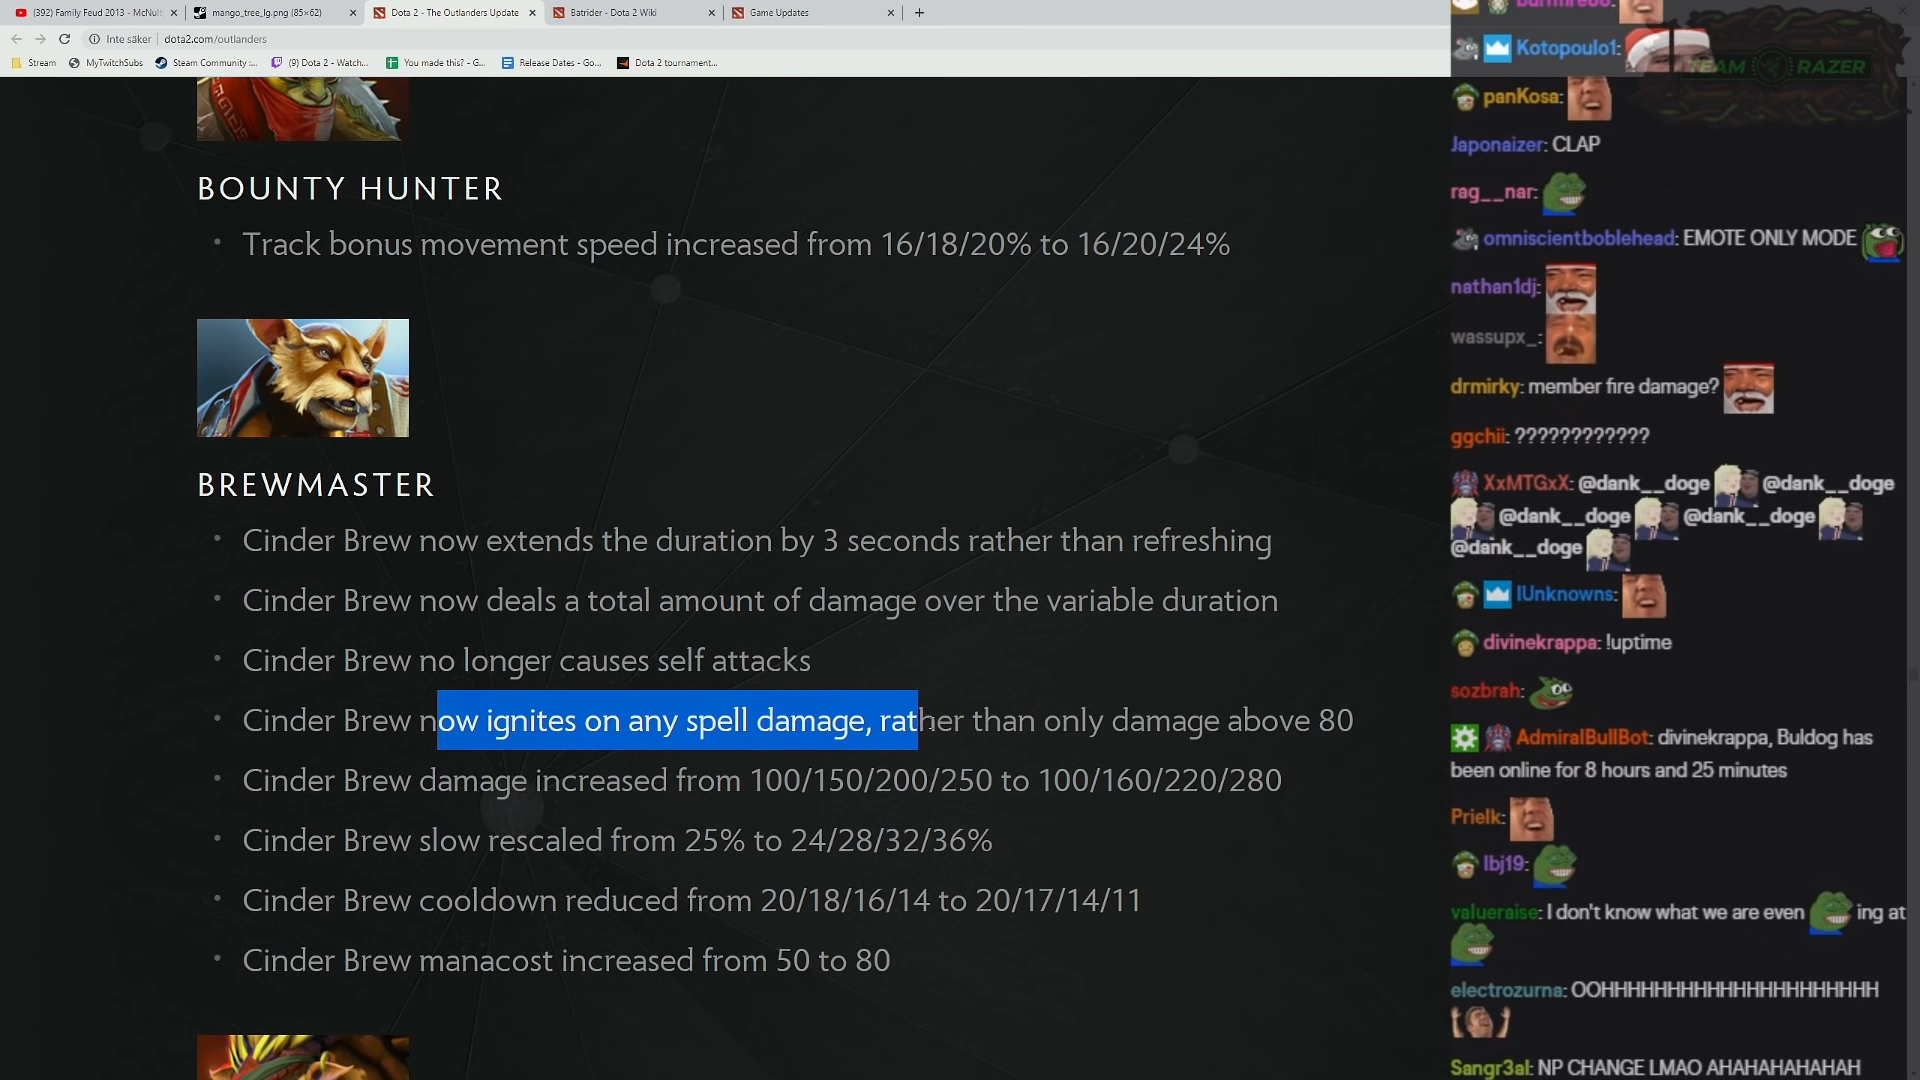 (392) Family Feud 2013 - McNult
mango_tree_lg.png (85×62)
Dota 2 - The Outlanders Update
Batrider - Dota 2 Wiki
Game Updates
Inte säker
dota2.com/outlanders
Stream
MyTwitchSubs
Steam Community :...
(9) Dota 2 - Watch...
You made this? - G...
Release Dates - Go...
Dota 2 tournament...
BOUNTY HUNTER
• Track bonus movement speed increased from 16/18/20% to 16/20/24%
BREWMASTER
• Cinder Brew now extends the duration by 3 seconds rather than refreshing
• Cinder Brew now deals a total amount of damage over the variable duration
• Cinder Brew no longer causes self attacks
• Cinder Brew now ignites on any spell damage, rather than only damage above 80
• Cinder Brew damage increased from 100/150/200/250 to 100/160/220/280
• Cinder Brew slow rescaled from 25% to 24/28/32/36%
• Cinder Brew cooldown reduced from 20/18/16/14 to 20/17/14/11
• Cinder Brew manacost increased from 50 to 80
Kotopoulo1:
TEAM RAZER
panKosa:
Japonaizer: CLAP
rag__nar:
omniscientboblehead: EMOTE ONLY MODE
nathan1dj:
wassupx_:
drmirky: member fire damage?
ggchii: ????????????
XxMTGxX: @dank__doge @dank__doge
@dank__doge @dank__doge
@dank__doge
IUnknowns:
divinekrappa: !uptime
sozbrah:
AdmiralBullBot: divinekrappa, Buldog has
been online for 8 hours and 25 minutes
Prielk:
lbj19:
valueraise: I don't know what we are even ing at
electrozurna: OOHHHHHHHHHHHHHHHHHHHHH
Sangr3al: NP CHANGE LMAO AHAHAHAHAHAH